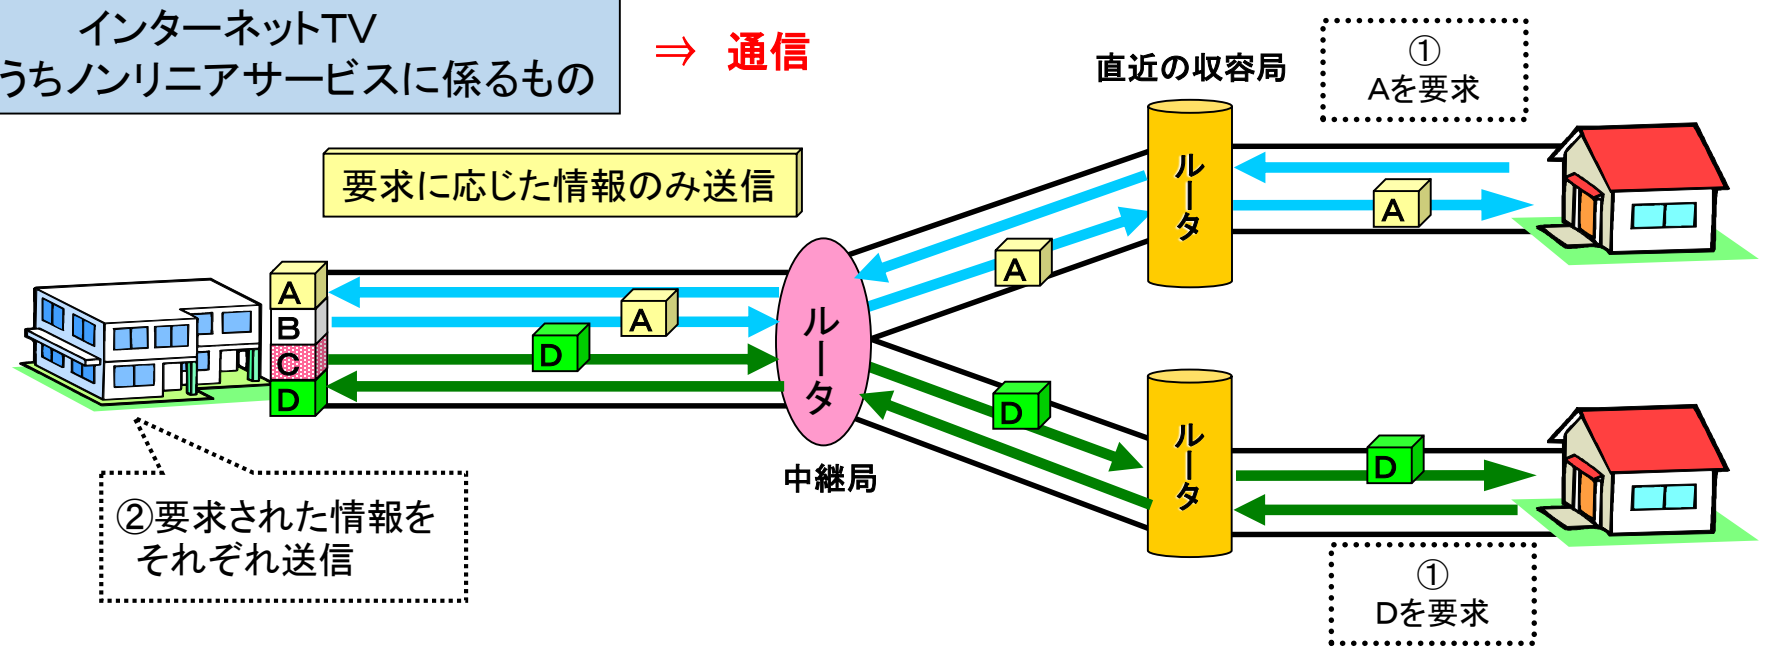 インターネットTV
うちノンリニアサービスに係るもの
⇒ 通信
直近の収容局
①
Aを要求
要求に応じた情報のみ送信
ルータ
A
A
A
A
B
C
D
D
ルータ
D
D
ルータ
中継局
②要求された情報を
それぞれ送信
①
Dを要求